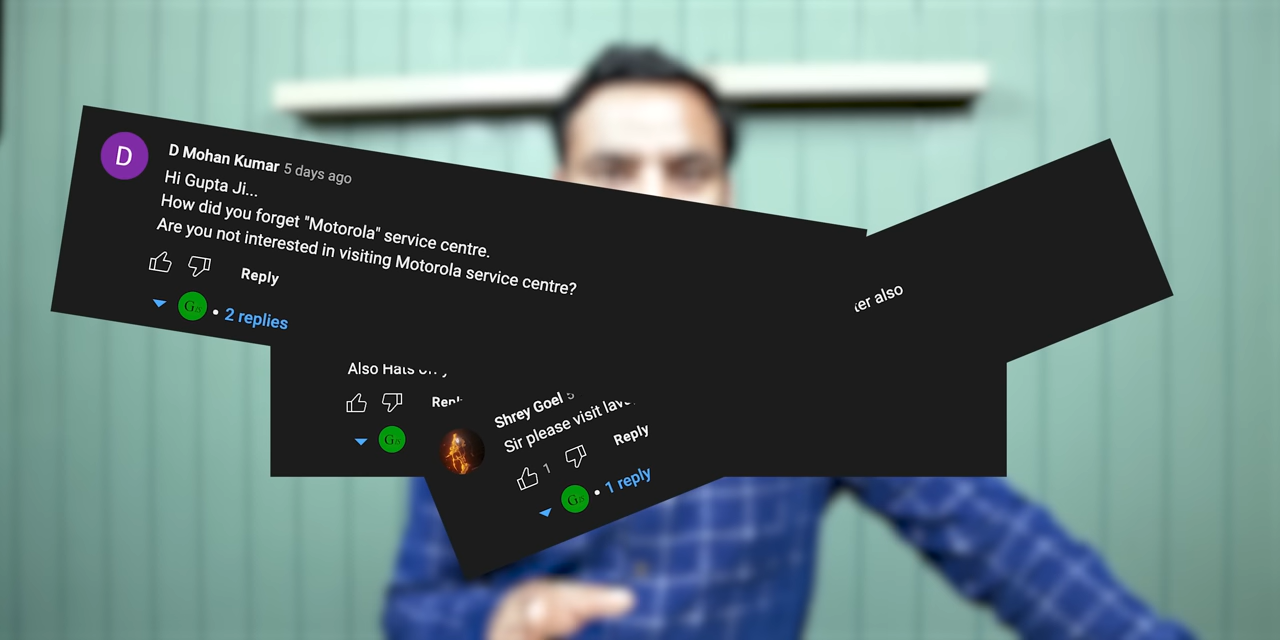 D Mohan Kumar 5 days ago
Hi Gupta Ji...
How did you forget "Motorola" service centre.
Are you not interested in visiting Motorola service centre?
Reply
2 replies
Also Hats
Shrey Goel 5
Sir please visit
also
1
Reply
1 reply